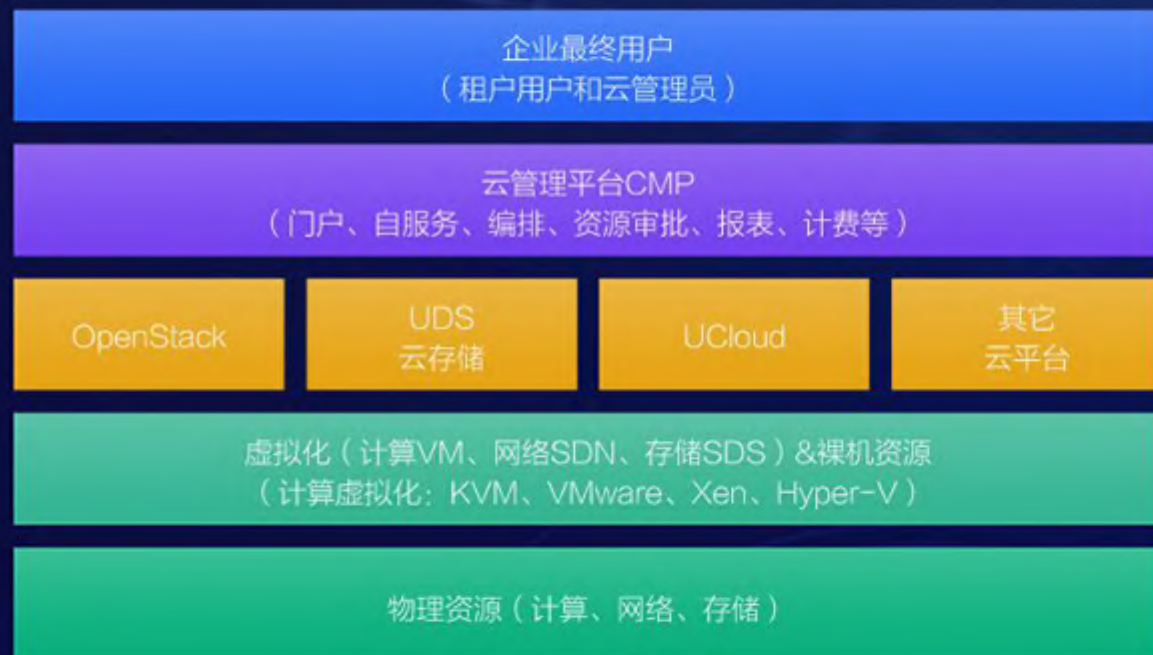 企业最终用户
（租户用户和云管理员）
云管理平台CMP
（门户、自服务、编排、资源审批、报表、计费等）
OpenStack
UDS
云存储
UCloud
其它
云平台
虚拟化（计算VM、网络SDN、存储SDS）&裸机资源
（计算虚拟化：KVM、VMware、Xen、Hyper-V）
物理资源（计算、网络、存储）